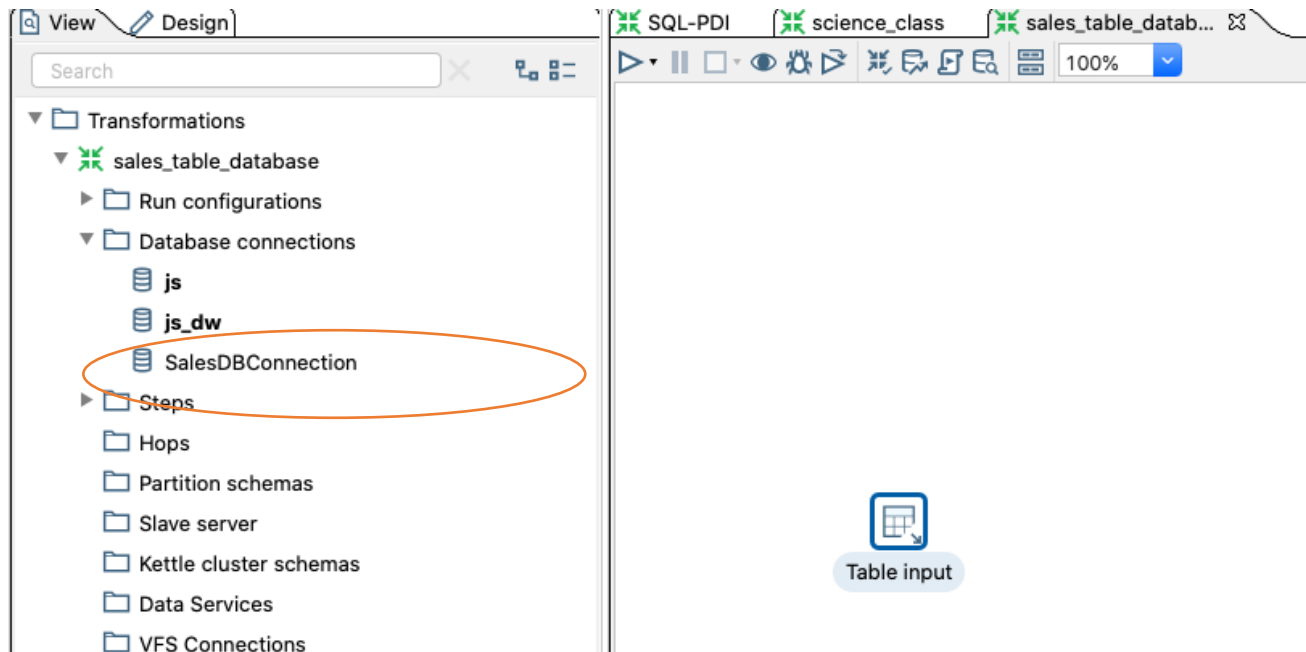 View
Design
SQL-PDI
science_class
sales_table_datab...
Search
100%
Transformations
sales_table_database
Run configurations
Database connections
js
js_dw
SalesDBConnection
Steps
Hops
Partition schemas
Slave server
Kettle cluster schemas
Data Services
VFS Connections
Table input